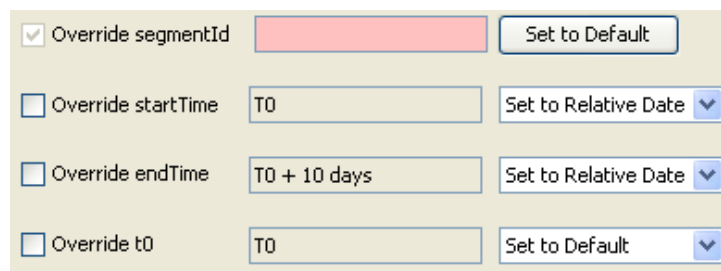 Override segmentId Set to Default
Override startTime T0 Set to Relative Date
Override endTime T0 + 10 days Set to Relative Date
Override t0 T0 Set to Default